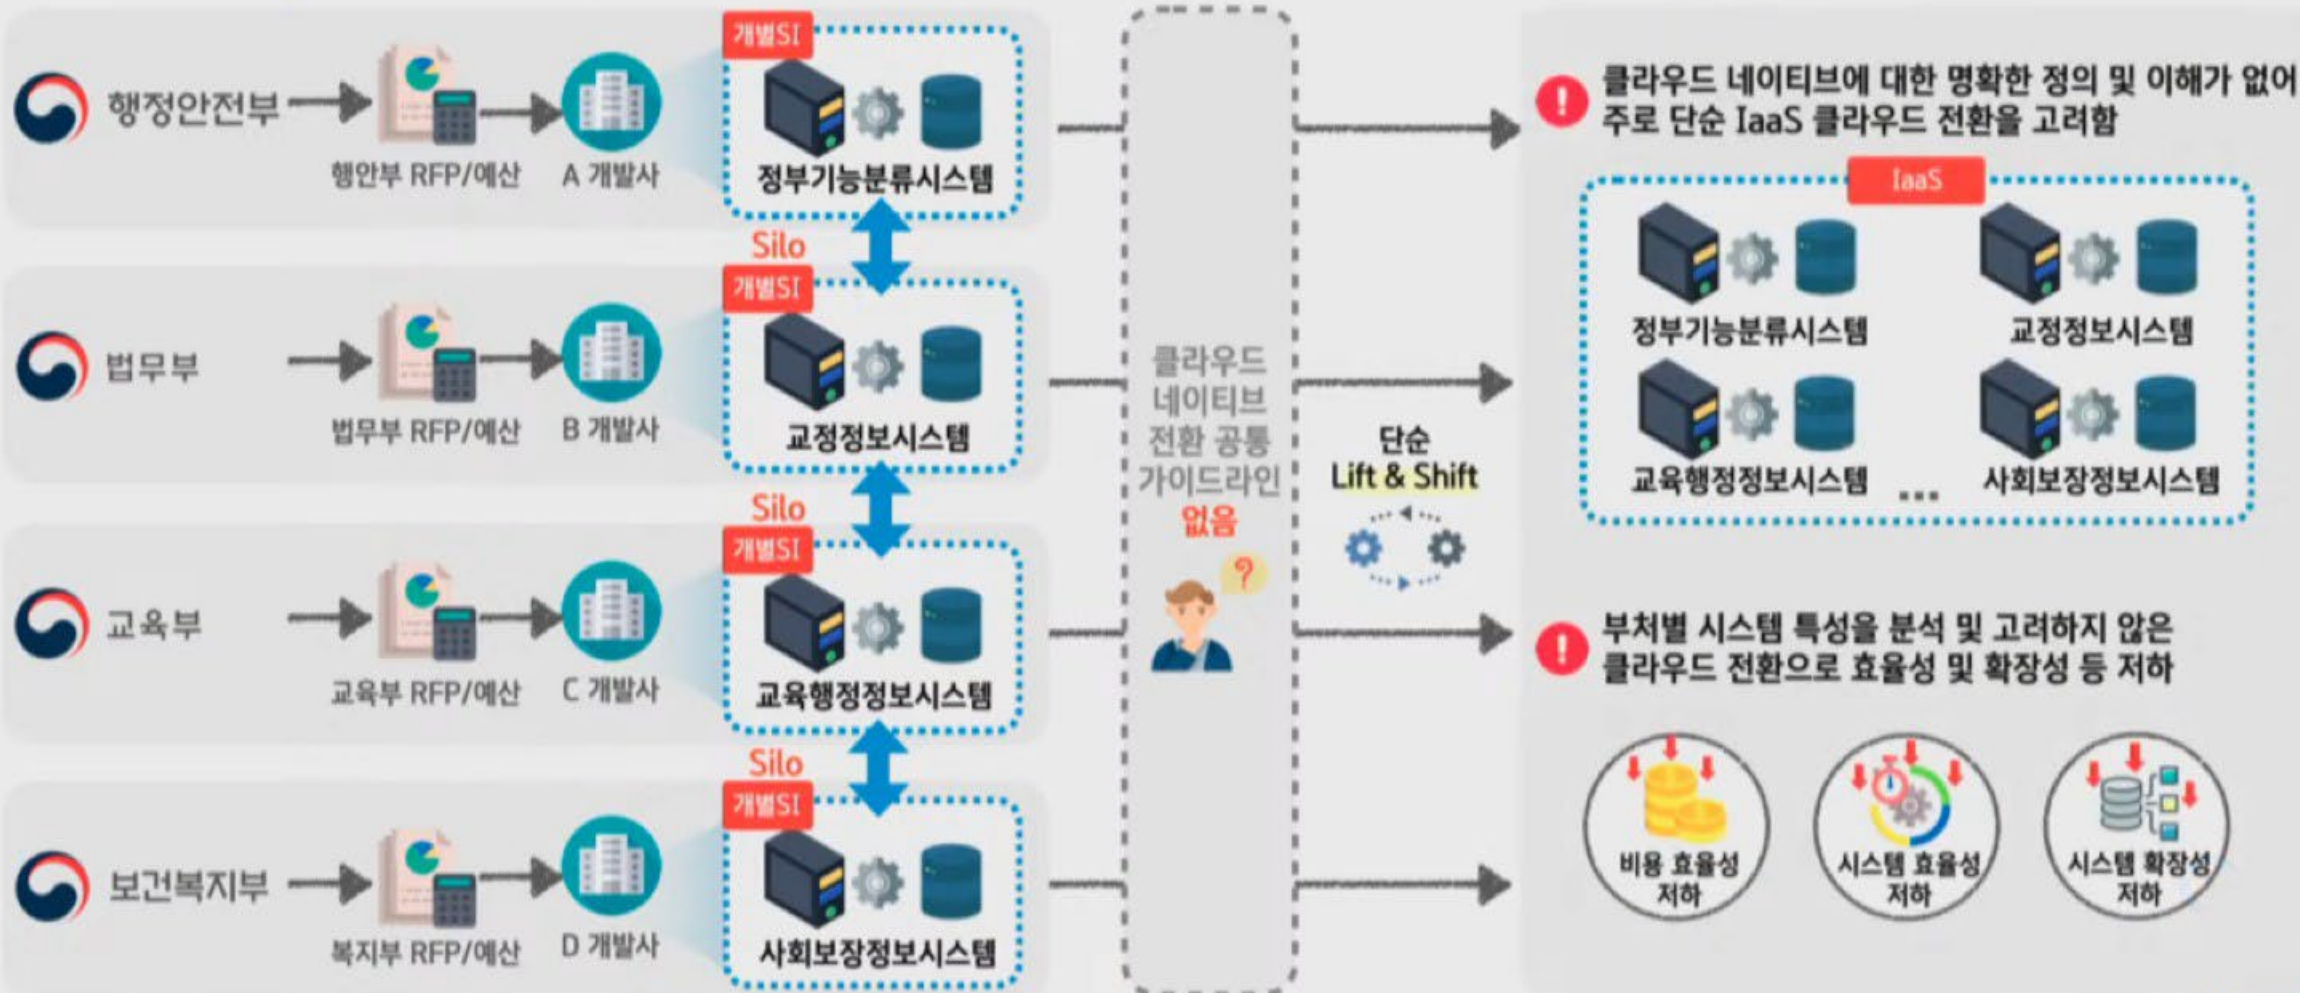 행정안전부
행안부 RFP/예산
A 개발사
개별SI
정부기능분류시스템
Silo
법무부
법무부 RFP/예산
B 개발사
개별SI
교정정보시스템
Silo
교육부
교육부 RFP/예산
C 개발사
개별SI
교육행정정보시스템
Silo
보건복지부
복지부 RFP/예산
D 개발사
개별SI
사회보장정보시스템
클라우드
네이티브
전환 공통
가이드라인
없음
?
단순
Lift & Shift
! 클라우드 네이티브에 대한 명확한 정의 및 이해가 없어
주로 단순 IaaS 클라우드 전환을 고려함
IaaS
정부기능분류시스템
교정정보시스템
교육행정정보시스템
...
사회보장정보시스템
! 부처별 시스템 특성을 분석 및 고려하지 않은
클라우드 전환으로 효율성 및 확장성 등 저하
비용 효율성
저하
시스템 효율성
저하
시스템 확장성
저하